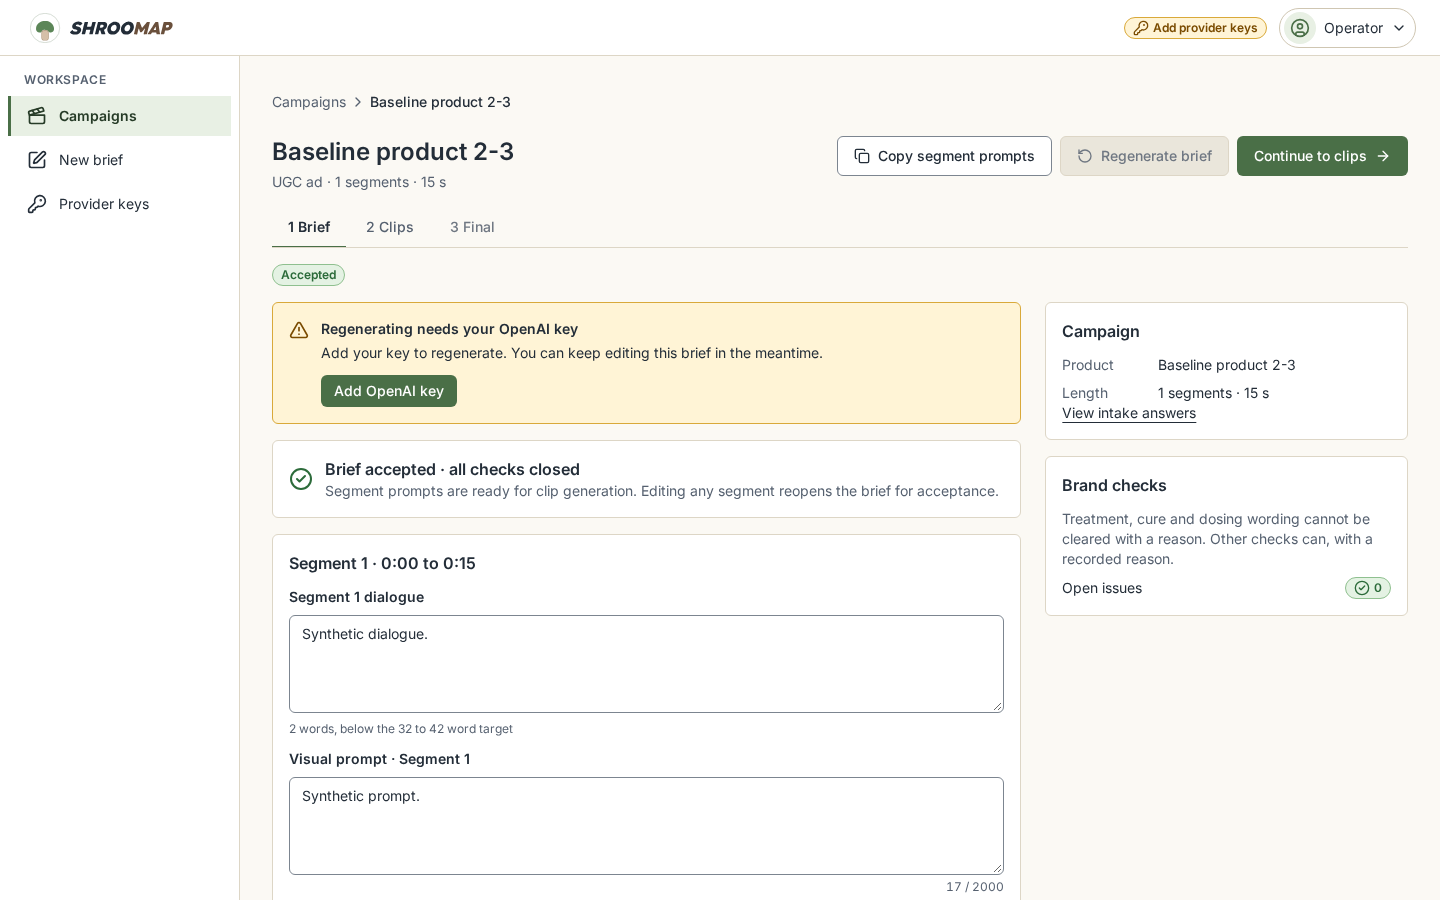 SHROOMAP
Add provider keys
Operator
WORKSPACE
Campaigns
New brief
Provider keys
Campaigns > Baseline product 2-3
Baseline product 2-3
UGC ad · 1 segments · 15 s
Copy segment prompts
Regenerate brief
Continue to clips
1 Brief
2 Clips
3 Final
Accepted
Regenerating needs your OpenAI key
Add your key to regenerate. You can keep editing this brief in the meantime.
Add OpenAI key
Brief accepted · all checks closed
Segment prompts are ready for clip generation. Editing any segment reopens the brief for acceptance.
Segment 1 · 0:00 to 0:15
Segment 1 dialogue
Synthetic dialogue.
2 words, below the 32 to 42 word target
Visual prompt · Segment 1
Synthetic prompt.
17 / 2000
Campaign
Product Baseline product 2-3
Length 1 segments · 15 s
View intake answers
Brand checks
Treatment, cure and dosing wording cannot be
cleared with a reason. Other checks can, with a
recorded reason.
Open issues 0